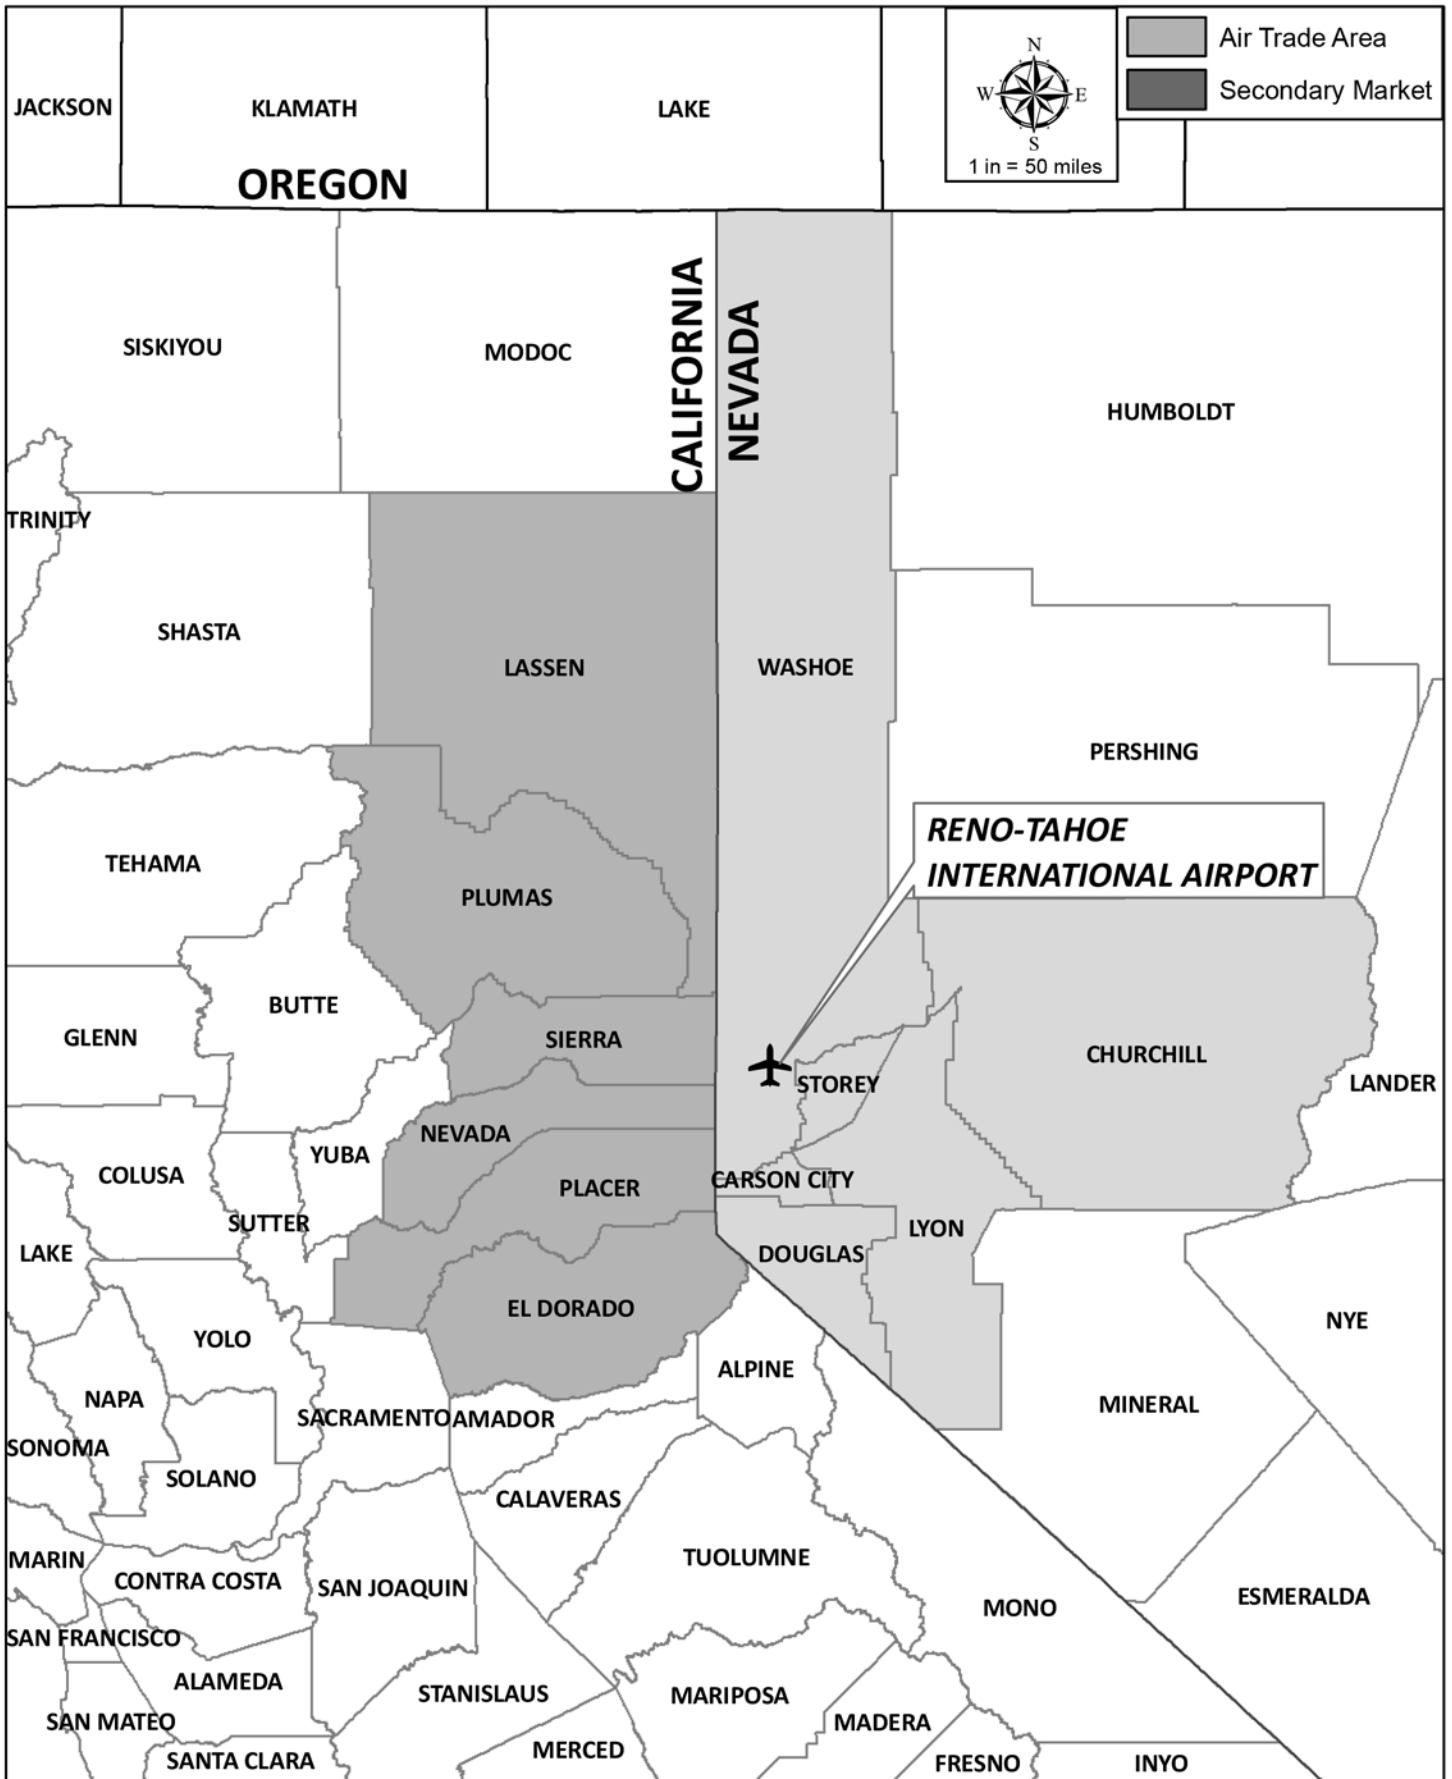 Air Trade Area
Secondary Market
N
W E
S
1 in = 50 miles
JACKSON
KLAMATH
LAKE
OREGON
CALIFORNIA
NEVADA
SISKIYOU
MODOC
HUMBOLDT
TRINITY
SHASTA
LASSEN
WASHOE
PERSHING
RENO-TAHOE
INTERNATIONAL AIRPORT
TEHAMA
PLUMAS
BUTTE
GLENN
SIERRA
CHURCHILL
STOREY
LANDER
NEVADA
YUBA
COLUSA
PLACER
CARSON CITY
SUTTER
LYON
LAKE
DOUGLAS
EL DORADO
NYE
YOLO
ALPINE
NAPA
MINERAL
SACRAMENTO
AMADOR
SONOMA
SOLANO
CALAVERAS
MARIN
TUOLUMNE
CONTRA COSTA
SAN JOAQUIN
ESMERALDA
MONO
SAN FRANCISCO
ALAMEDA
STANISLAUS
MARIPOSA
SAN MATEO
MADERA
MERCED
SANTA CLARA
FRESNO
INYO